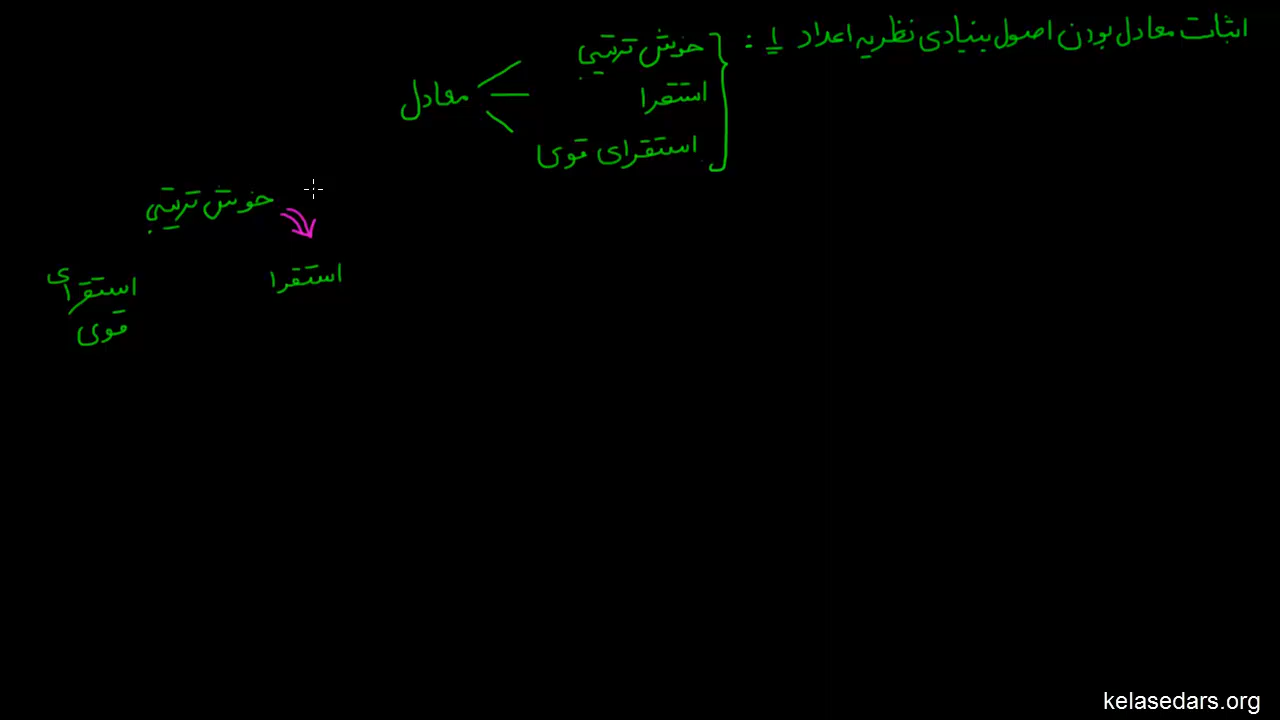 اثبات معادل بودن اصول بنیادی نظریه اعداد ۱ :
خوش ترتیبی
استقرا
استقرای قوی
معادل
خوش ترتیبی
استقرا
استقرای
قوی
kelasedars.org